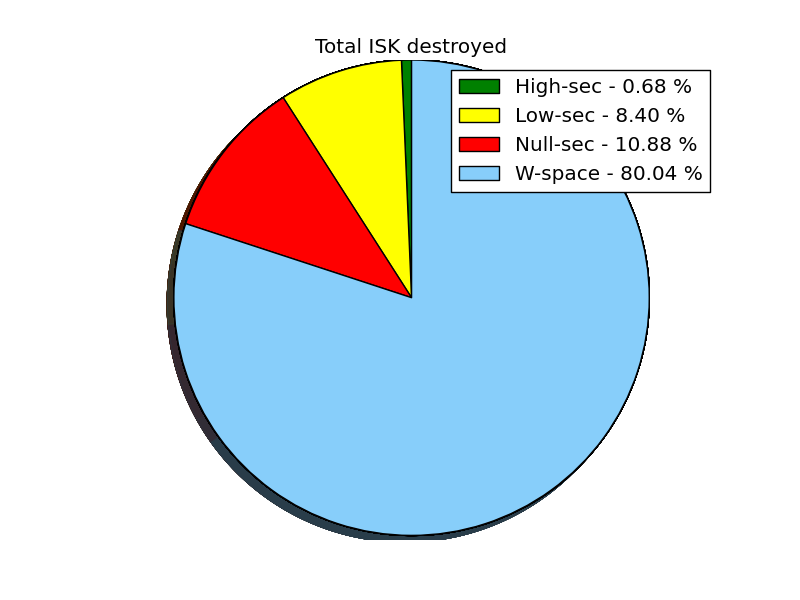 Total ISK destroyed
High-sec - 0.68 %
Low-sec - 8.40 %
Null-sec - 10.88 %
W-space - 80.04 %